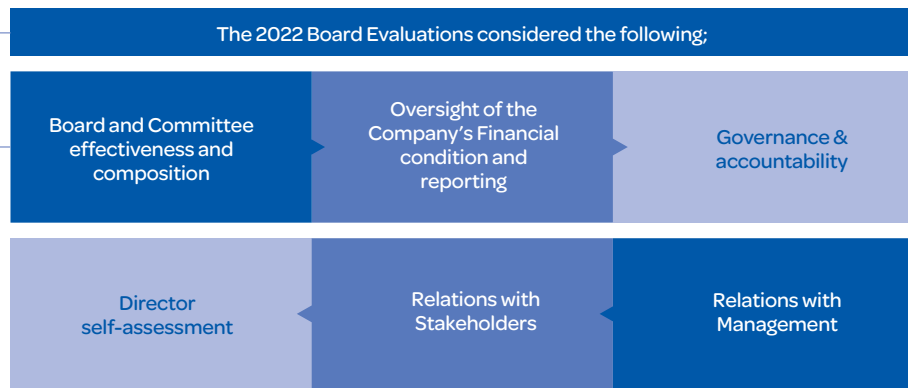 The 2022 Board Evaluations considered the following;
Board and Committee
effectiveness and
composition
Oversight of the
Company's Financial
condition and
reporting
Governance &
accountability
Director
self-assessment
Relations with
Stakeholders
Relations with
Management